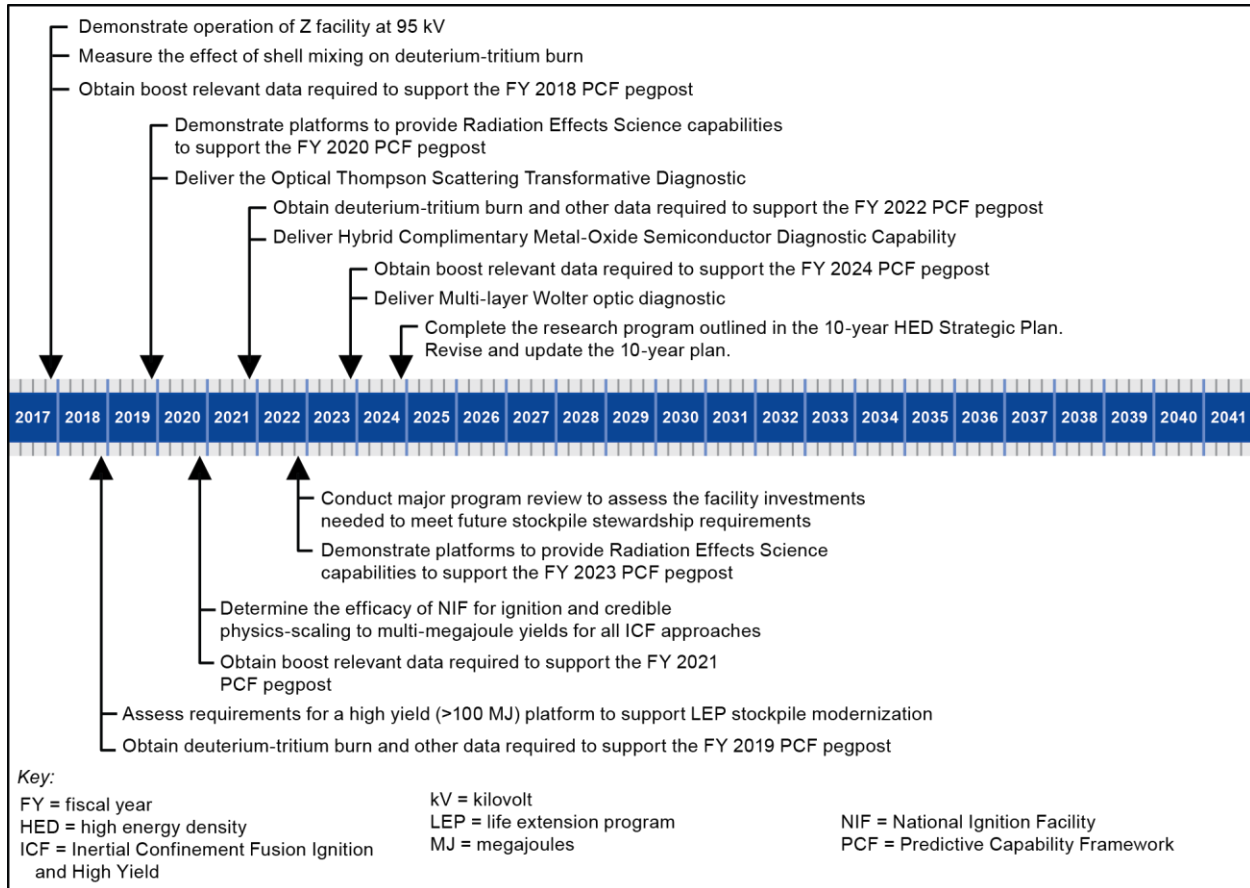 Demonstrate operation of Z facility at 95 kV
Measure the effect of shell mixing on deuterium-tritium burn
Obtain boost relevant data required to support the FY 2018 PCF pegpost
Demonstrate platforms to provide Radiation Effects Science capabilities
to support the FY 2020 PCF pegpost
Deliver the Optical Thompson Scattering Transformative Diagnostic
Obtain deuterium-tritium burn and other data required to support the FY 2022 PCF pegpost
Deliver Hybrid Complimentary Metal-Oxide Semiconductor Diagnostic Capability
Obtain boost relevant data required to support the FY 2024 PCF pegpost
Deliver Multi-layer Wolter optic diagnostic
Complete the research program outlined in the 10-year HED Strategic Plan.
Revise and update the 10-year plan.
2017 2018 2019 2020 2021 2022 2023 2024 2025 2026 2027 2028 2029 2030 2031 2032 2033 2034 2035 2036 2037 2038 2039 2040 2041
Conduct major program review to assess the facility investments
needed to meet future stockpile stewardship requirements
Demonstrate platforms to provide Radiation Effects Science
capabilities to support the FY 2023 PCF pegpost
Determine the efficacy of NIF for ignition and credible
physics-scaling to multi-megajoule yields for all ICF approaches
Obtain boost relevant data required to support the FY 2021
PCF pegpost
Assess requirements for a high yield (>100 MJ) platform to support LEP stockpile modernization
Obtain deuterium-tritium burn and other data required to support the FY 2019 PCF pegpost
Key:
FY = fiscal year
HED = high energy density
ICF = Inertial Confinement Fusion Ignition
and High Yield
kV = kilovolt
LEP = life extension program
MJ = megajoules
NIF = National Ignition Facility
PCF = Predictive Capability Framework